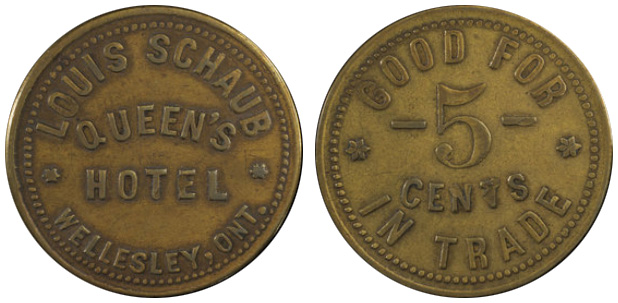 LOUIS SCHAUB
QUEEN'S
HOTEL
WELLESLEY, ONT.
GOOD FOR
-5-
CENTS
IN TRADE